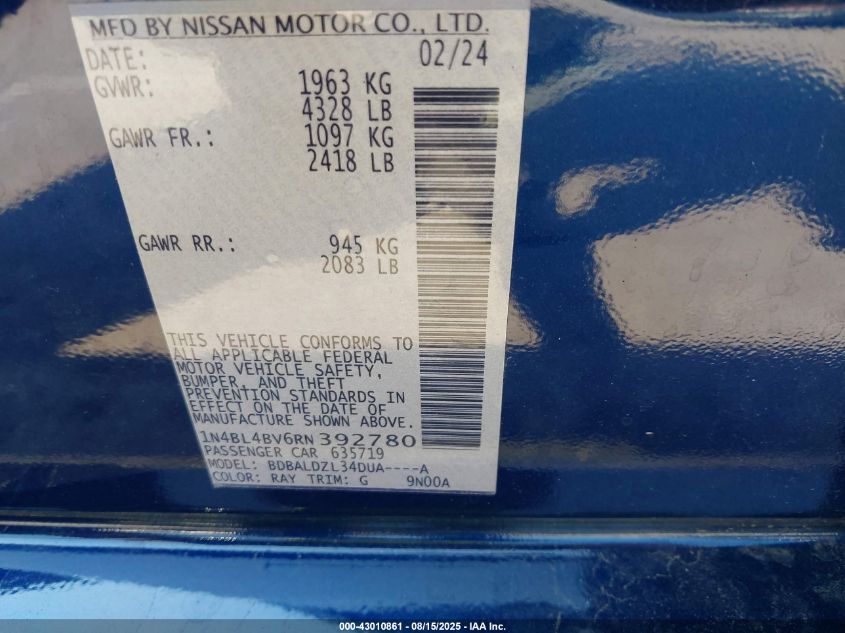 MFD BY NISSAN MOTOR CO., LTD.
DATE: 02/24
GVWR: 1963 KG
4328 LB
GAWR FR.: 1097 KG
2418 LB
GAWR RR.: 945 KG
2083 LB
THIS VEHICLE CONFORMS TO
ALL APPLICABLE FEDERAL
MOTOR VEHICLE SAFETY,
BUMPER, AND THEFT
PREVENTION STANDARDS IN
EFFECT ON THE DATE OF
MANUFACTURE SHOWN ABOVE.
1N4BL4BV6RN392780
PASSENGER CAR 635719
MODEL: BDBALDZL34DUA----A
COLOR: RAY TRIM: G 9N00A
000-43010861 - 08/15/2025 - IAA Inc.